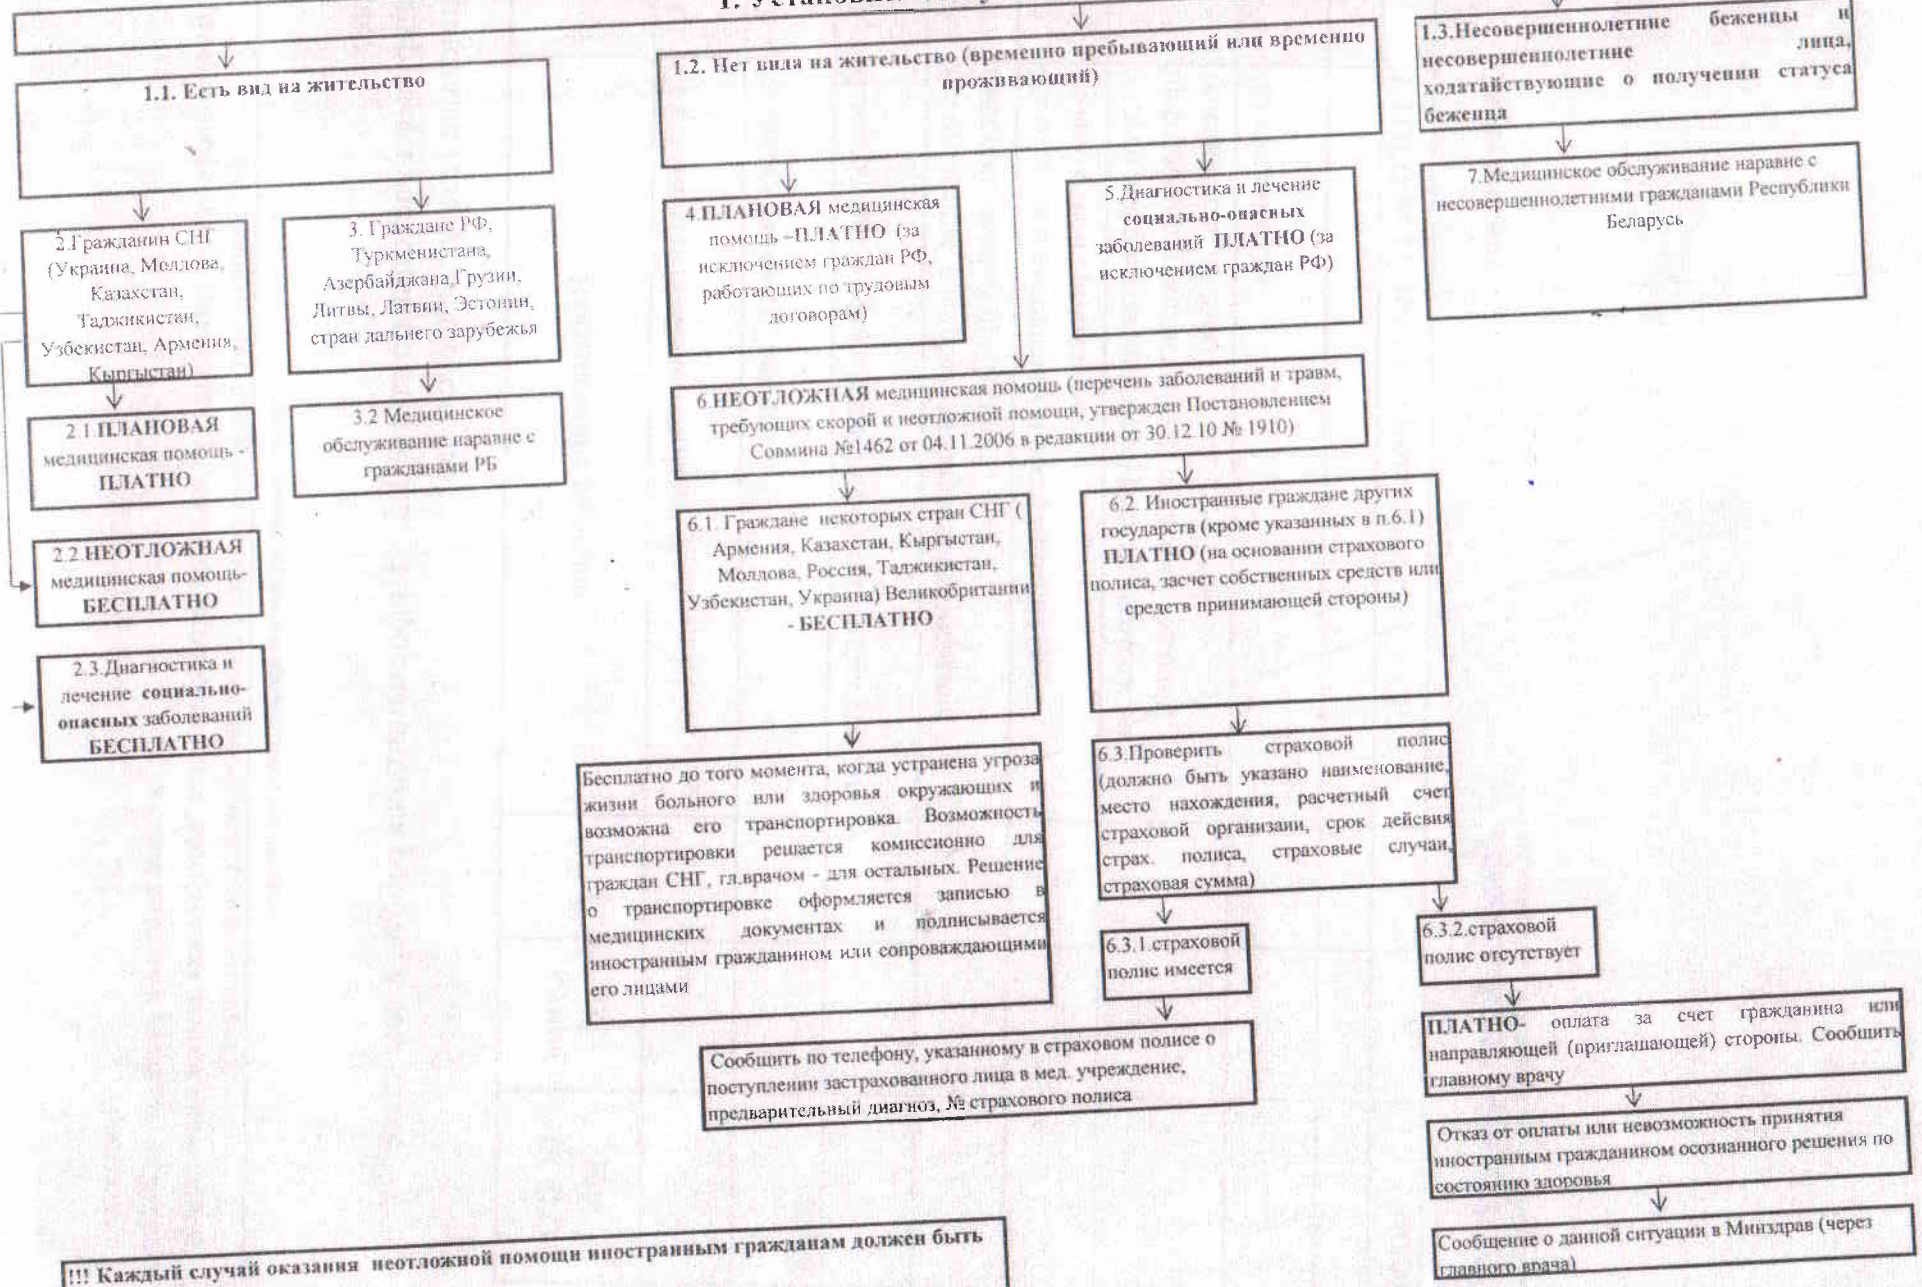 1. Установить
1.1. Есть вид на жительство
1.2. Нет вида на жительство (временно пребывающий или временно
проживающий)
1.3.Несовершеннолетние беженцы и
несовершеннолетние лица,
ходатайствующие о получении статуса
беженца
2.Гражданин СНГ
(Украина, Молдова,
Казахстан,
Таджикистан,
Узбекистан, Армения,
Кыргыстан)
3. Граждане РФ,
Туркменистана,
Азербайджана,Грузии,
Литвы, Латвии, Эстонии,
стран дальнего зарубежья
4.ПЛАНОВАЯ медицинская
помощь –ПЛАТНО (за
исключением граждан РФ,
работающих по трудовым
договорам)
5.Диагностика и лечение
социально-опасных
заболеваний ПЛАТНО (за
исключением граждан РФ)
7.Медицинское обслуживание наравне с
несовершеннолетними гражданами Республики
Беларусь
2.1.ПЛАНОВАЯ
медицинская помощь -
ПЛАТНО
3.2 Медицинское
обслуживание наравне с
гражданами РБ
6.НЕОТЛОЖНАЯ медицинская помощь (перечень заболеваний и травм,
требующих скорой и неотложной помощи, утвержден Постановлением
Совмина №1462 от 04.11.2006 в редакции от 30.12.10 № 1910)
2.2.НЕОТЛОЖНАЯ
медицинская помощь-
БЕСПЛАТНО
6.1. Граждане некоторых стран СНГ (
Армения, Казахстан, Кыргыстан,
Молдова, Россия, Таджикистан,
Узбекистан, Украина) Великобритании
- БЕСПЛАТНО
6.2. Иностранные граждане других
государств (кроме указанных в п.6.1)
ПЛАТНО (на основании страхового
полиса, засчет собственных средств или
средств принимающей стороны)
2.3.Диагностика и
лечение социально-
опасных заболеваний
БЕСПЛАТНО
Бесплатно до того момента, когда устранена угроза
жизни больного или здоровья окружающих и
возможна его транспортировка. Возможность
транспортировки решается комиссионно для
граждан СНГ, гл.врачом - для остальных. Решение
о транспортировке оформляется записью в
медицинских документах и подписывается
иностранным гражданином или сопроваждающими
его лицами
6.3.Проверить страховой полис
(должно быть указано наименование,
место нахождения, расчетный счет
страховой организаии, срок дейсвия
страх. полиса, страховые случаи,
страховая сумма)
6.3.1.страховой
полис имеется
6.3.2.страховой
полис отсутствует
Сообщить по телефону, указанному в страховом полисе о
поступлении застрахованного лица в мед. учреждение,
предварительный диагноз, № страхового полиса
ПЛАТНО- оплата за счет гражданина или
направляющей (приглашающей) стороны. Сообщить
главному врачу
Отказ от оплаты или невозможность принятия
иностранным гражданином осознанного решения по
состоянию здоровья
Сообщение о данной ситуации в Минздрав (через
главного врача)
!!! Каждый случай оказания неотложной помощи иностранным гражданам должен быть